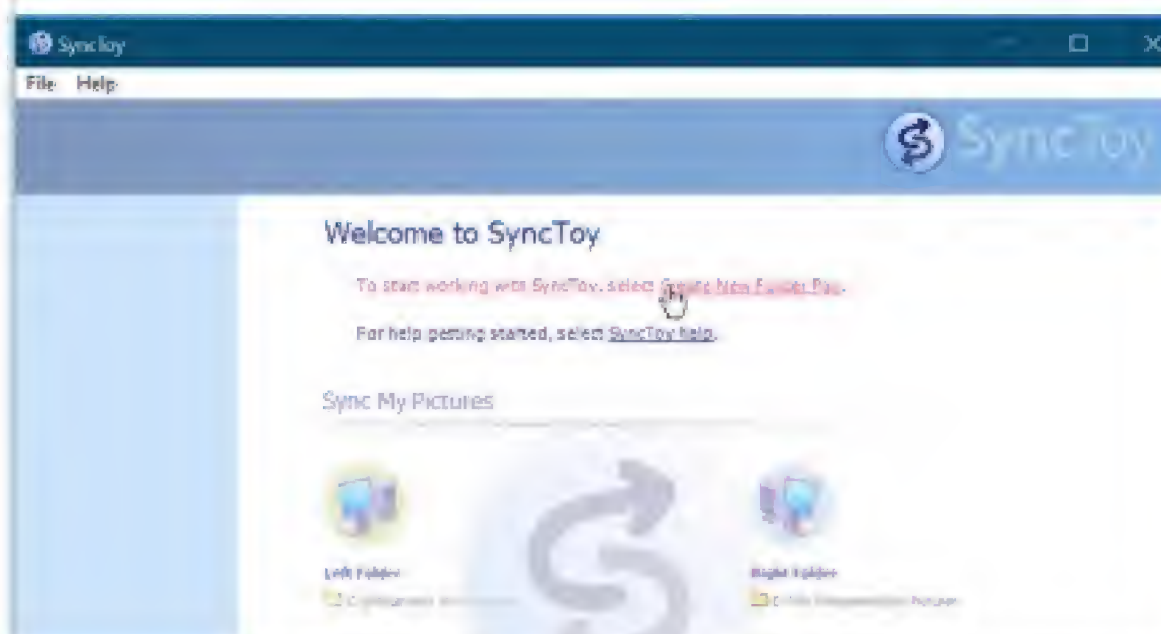 SyncToy
File Help
SyncToy
Welcome to SyncToy
To start working with SyncToy, select Create New Folder Pair.
For help getting started, select SyncToy help.
Sync My Pictures
Left Folder
Right Folder